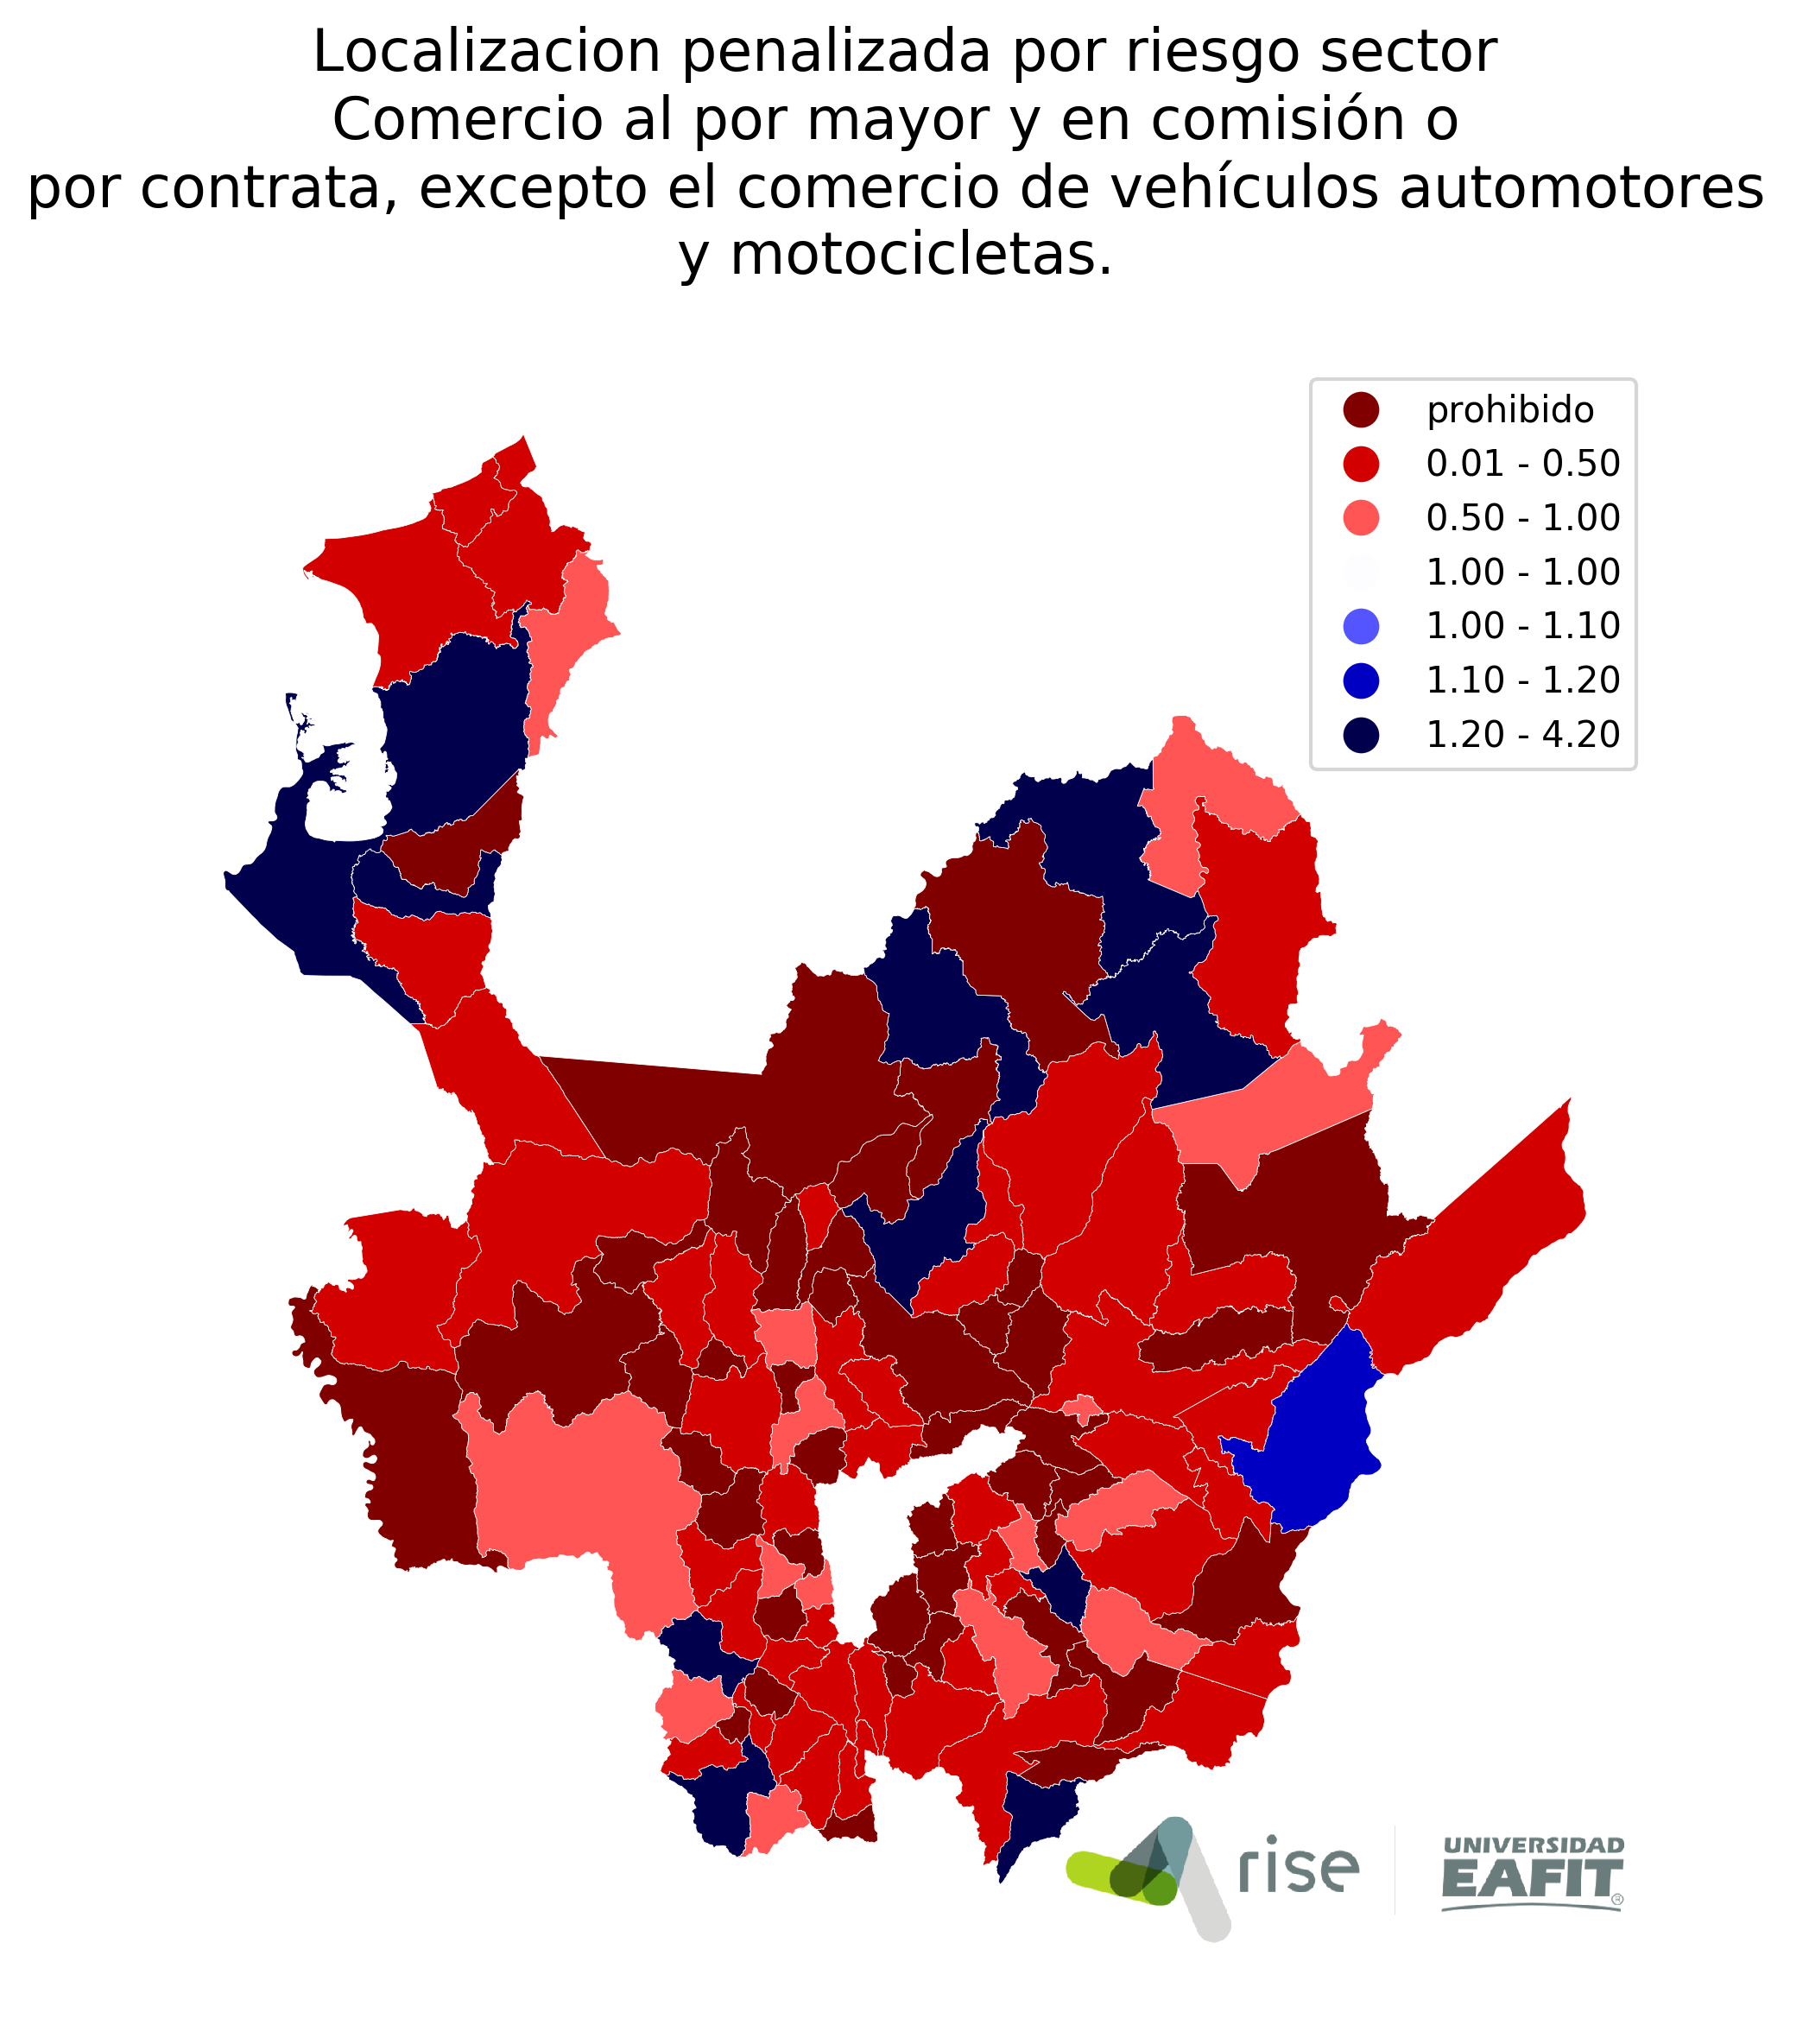 Localizacion penalizada por riesgo sector
Comercio al por mayor y en comisión o
por contrata, excepto el comercio de vehículos automotores
y motocicletas.
prohibido
0.01 - 0.50
0.50 - 1.00
1.00 - 1.00
1.00 - 1.10
1.10 - 1.20
1.20 - 4.20
rise
UNIVERSIDAD
EAFIT®